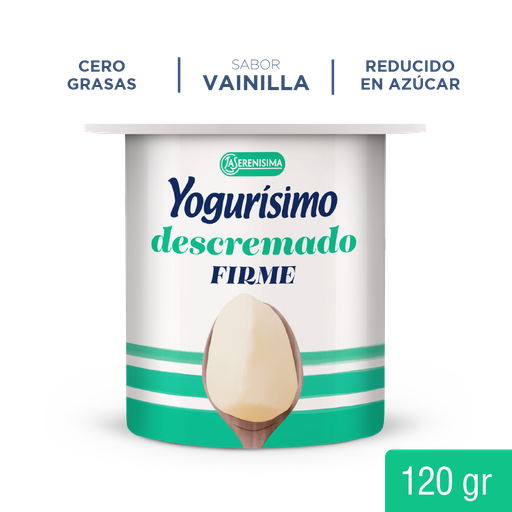 CERO
GRASAS
SABOR
VAINILLA
REDUCIDO
EN AZÚCAR
LA SERENISIMA
Yogurísimo
descremado
FIRME
120 gr